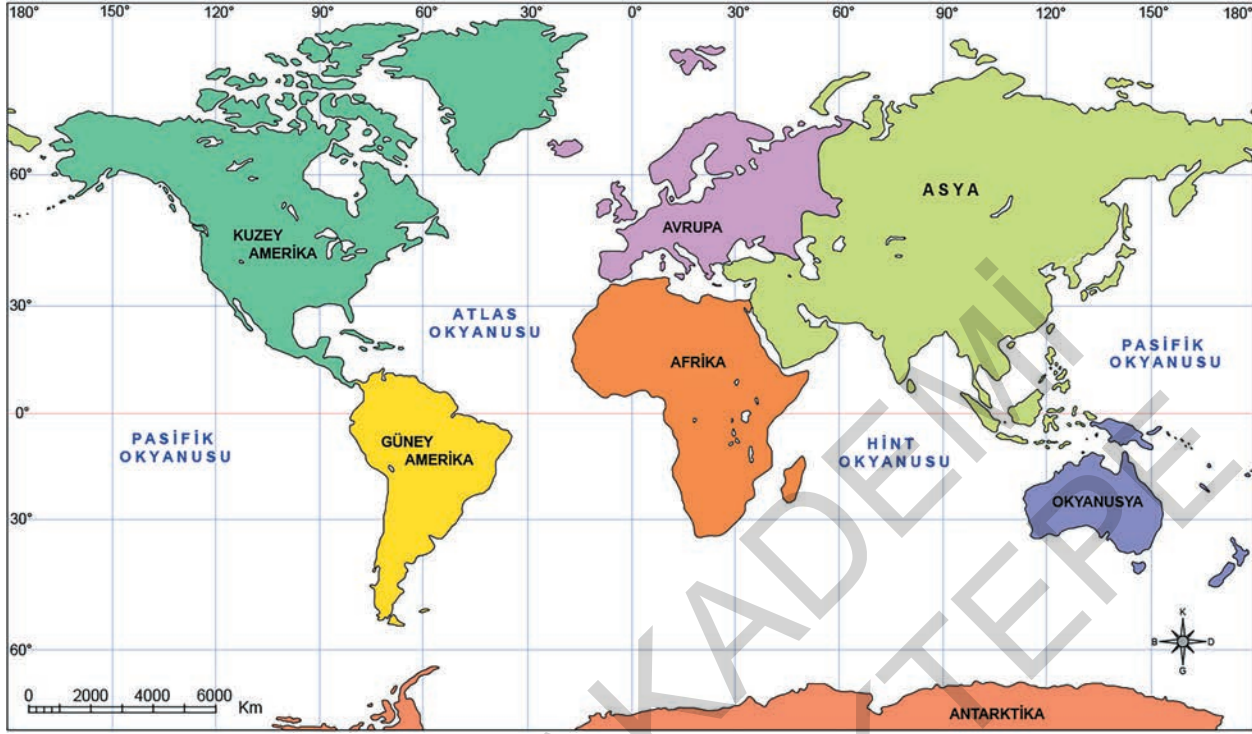 180° 150° 120° 90° 60° 30° 0° 30° 60° 90° 120° 150° 180°
60°
ASYA
AVRUPA
KUZEY
AMERİKA
30°
ATLAS
OKYANUSU
PASİFİK
OKYANUSU
AFRİKA
0°
PASİFİK
OKYANUSU
GÜNEY
AMERİKA
HİNT
OKYANUSU
OKYANUSYA
30°
K
B D
G
60°
0 2000 4000 6000 Km
ANTARKTİKA
KADEMİ
TEPE